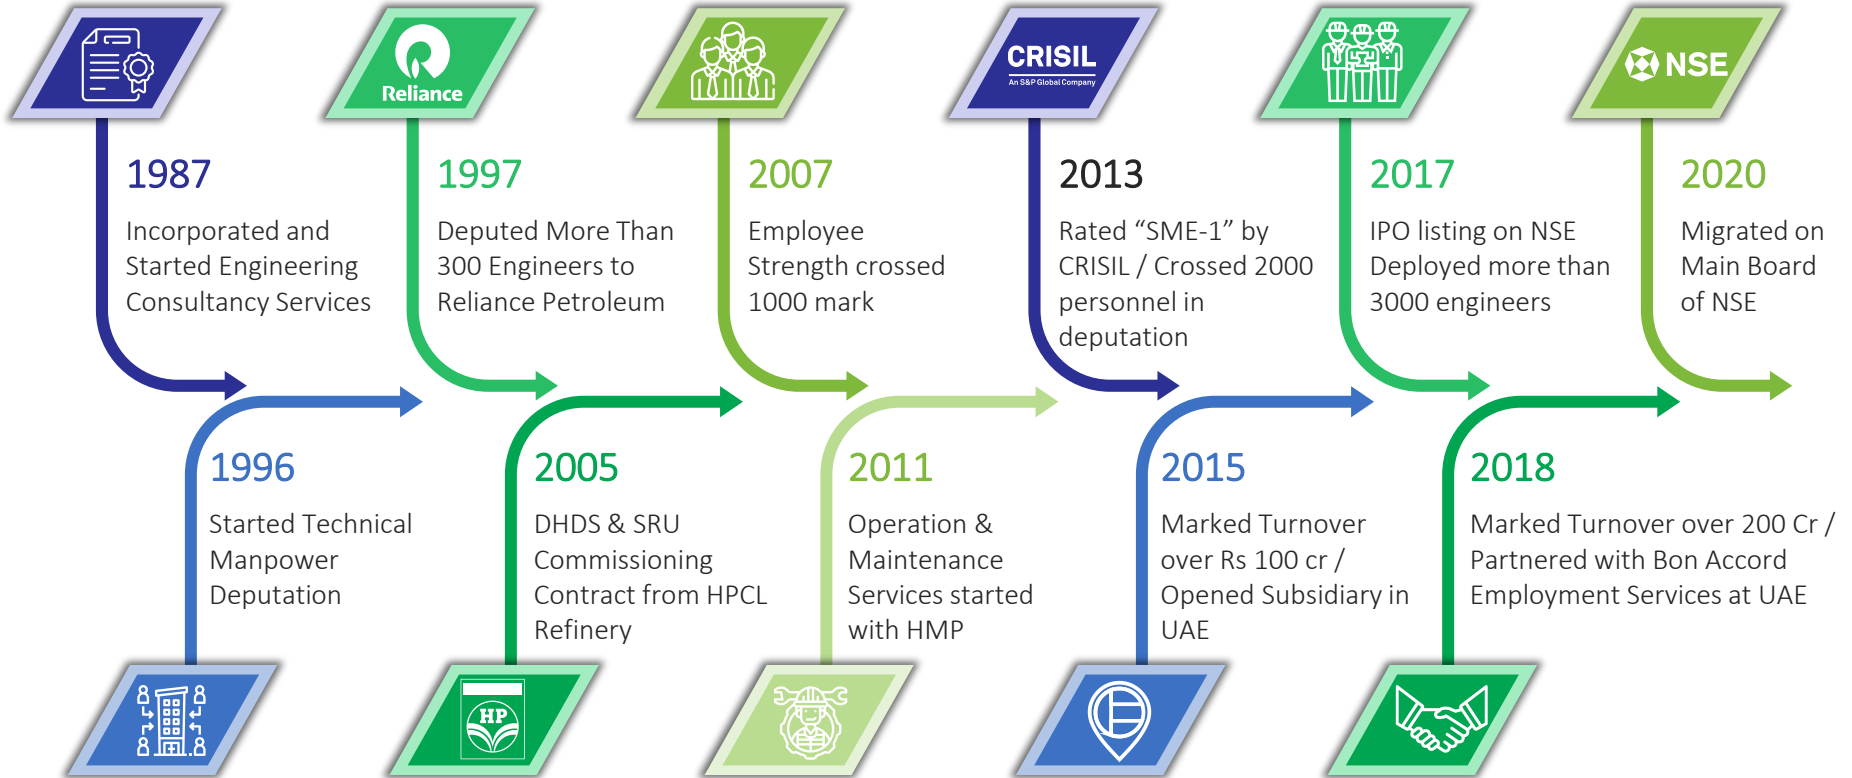 Reliance
CRISIL
An S&P Global Company
NSE
1987
Incorporated and
Started Engineering
Consultancy Services
1997
Deputed More Than
300 Engineers to
Reliance Petroleum
2007
Employee
Strength crossed
1000 mark
2013
Rated “SME-1” by
CRISIL / Crossed 2000
personnel in
deputation
2017
IPO listing on NSE
Deployed more than
3000 engineers
2020
Migrated on
Main Board
of NSE
1996
Started Technical
Manpower
Deputation
2005
DHDS & SRU
Commissioning
Contract from HPCL
Refinery
2011
Operation &
Maintenance
Services started
with HMP
2015
Marked Turnover
over Rs 100 cr /
Opened Subsidiary in
UAE
2018
Marked Turnover over 200 Cr /
Partnered with Bon Accord
Employment Services at UAE
HP